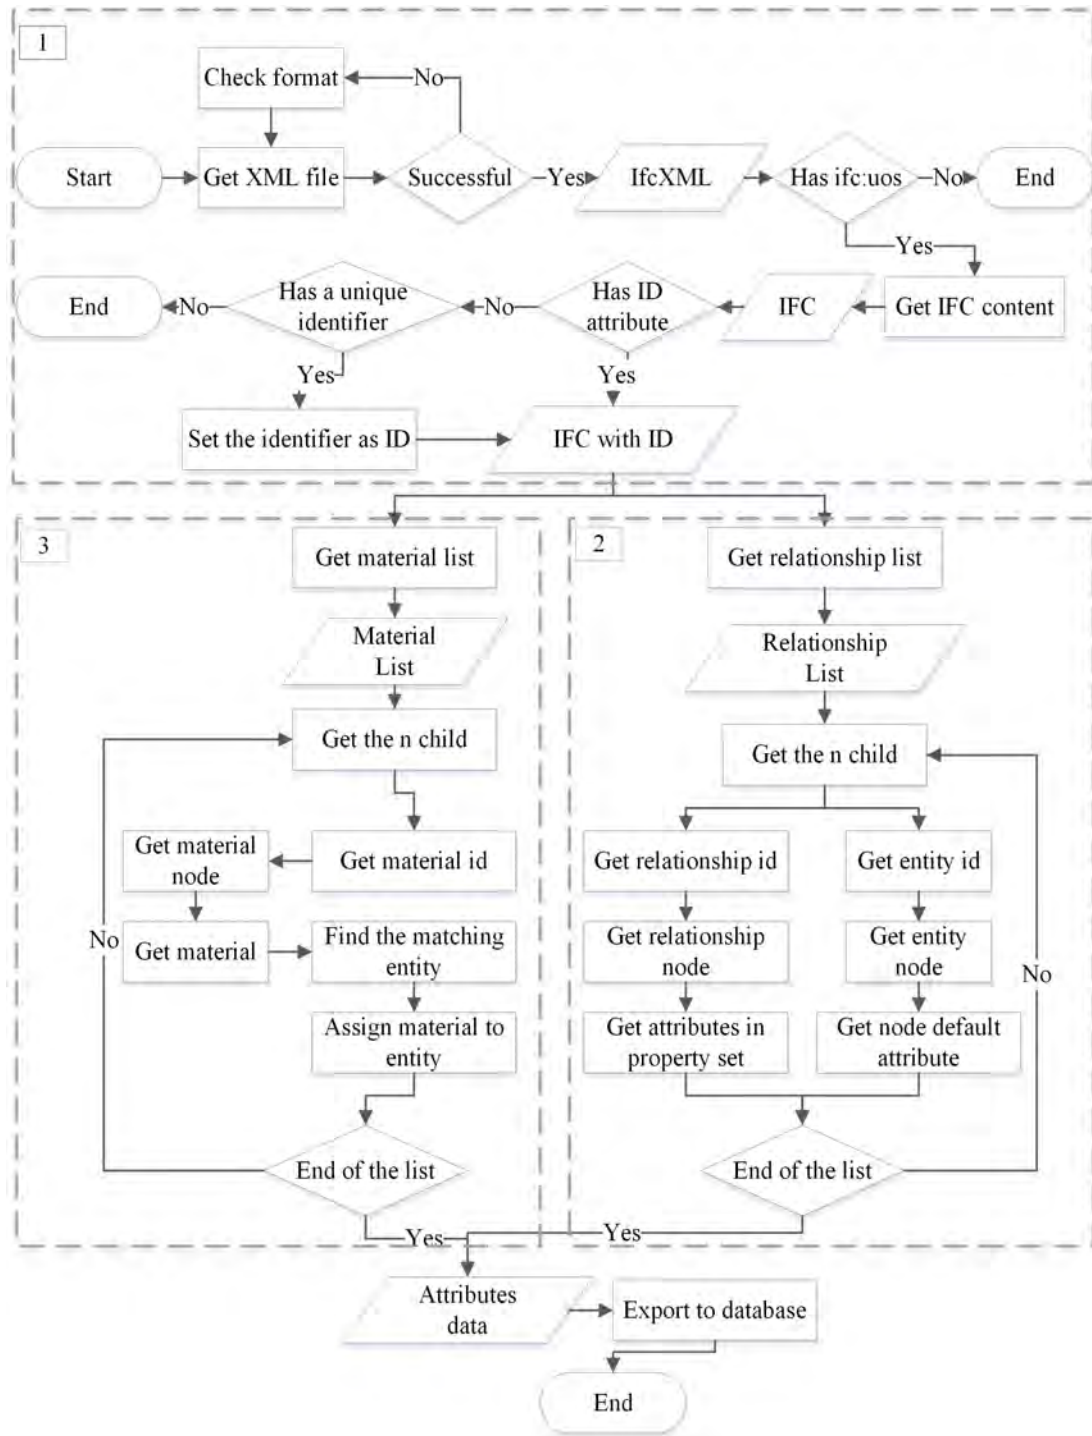 1
Check format
No
Start
Get XML file
Successful
Yes
IfcXML
Has ifc:uos
No
End
Yes
End
No
Has a unique
identifier
No
Has ID
attribute
IFC
Get IFC content
Yes
Yes
Set the identifier as ID
IFC with ID
3
Get material list
Material
List
Get the n child
Get material
node
Get material id
No
Get material
Find the matching
entity
Assign material to
entity
End of the list
Yes
2
Get relationship list
Relationship
List
Get the n child
Get relationship id
Get entity id
Get relationship
node
Get entity
node
No
Get attributes in
property set
Get node default
attribute
End of the list
Yes
Attributes
data
Export to database
End